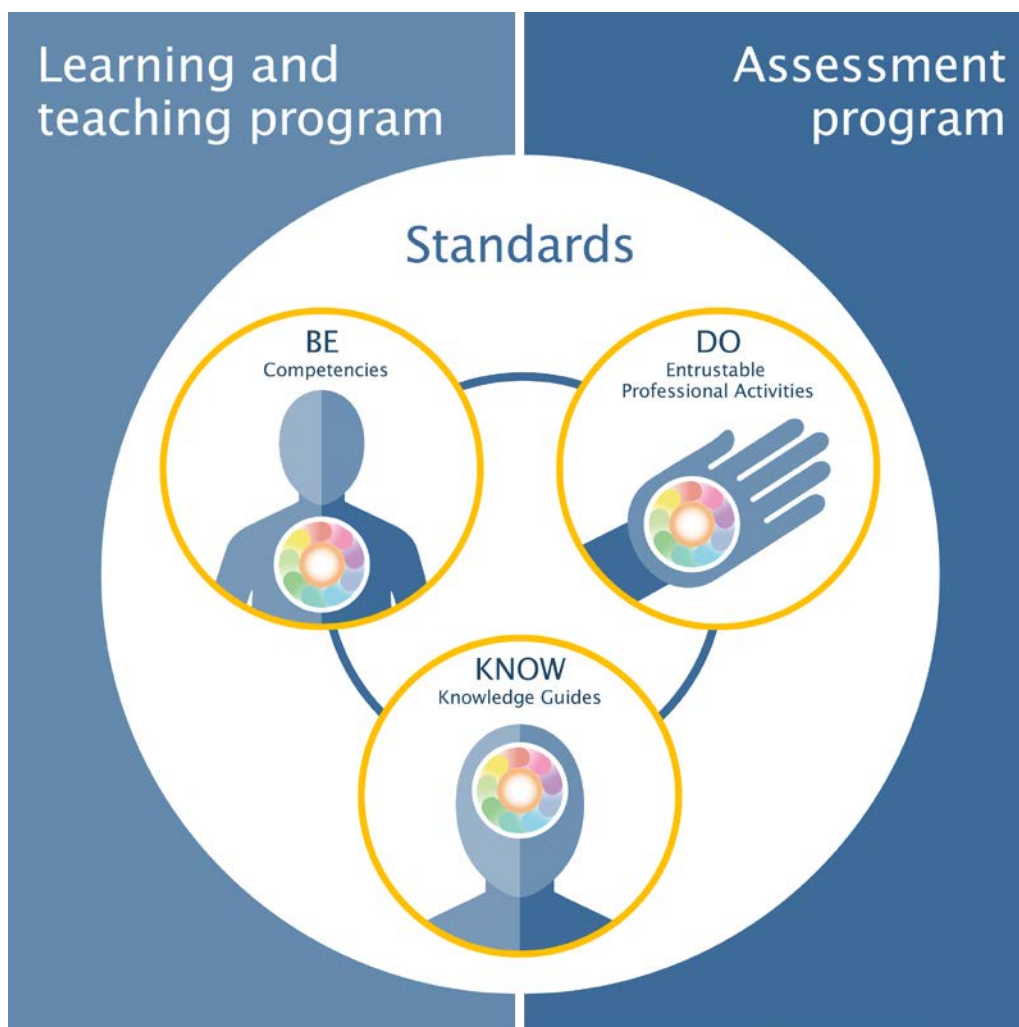 Learning and
teaching program
Assessment
program
Standards
BE
Competencies
DO
Entrustable
Professional Activities
KNOW
Knowledge Guides